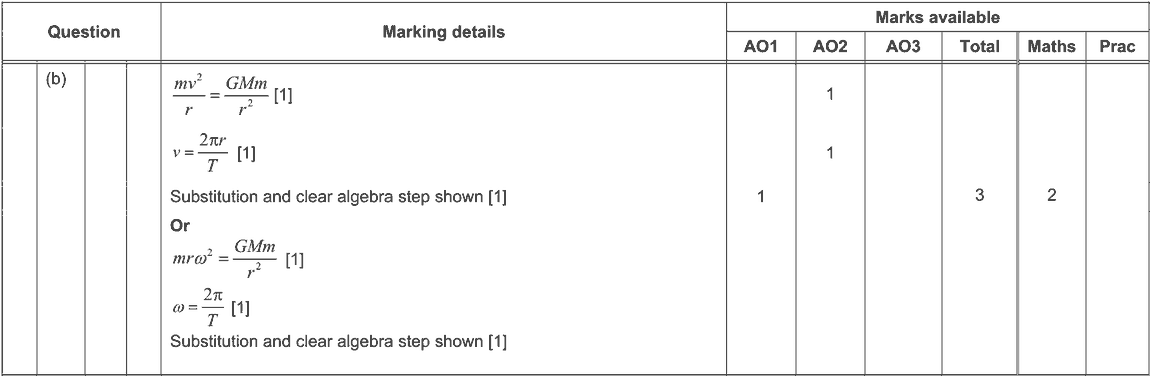 Question Marking details Marks available
AO1 AO2 AO3 Total Maths Prac
(b) mv²/r = GMm/r² [1] 1
v = 2πr/T [1] 1
Substitution and clear algebra step shown [1] 1 3 2
Or
mrω² = GMm/r² [1]
ω = 2π/T [1]
Substitution and clear algebra step shown [1]